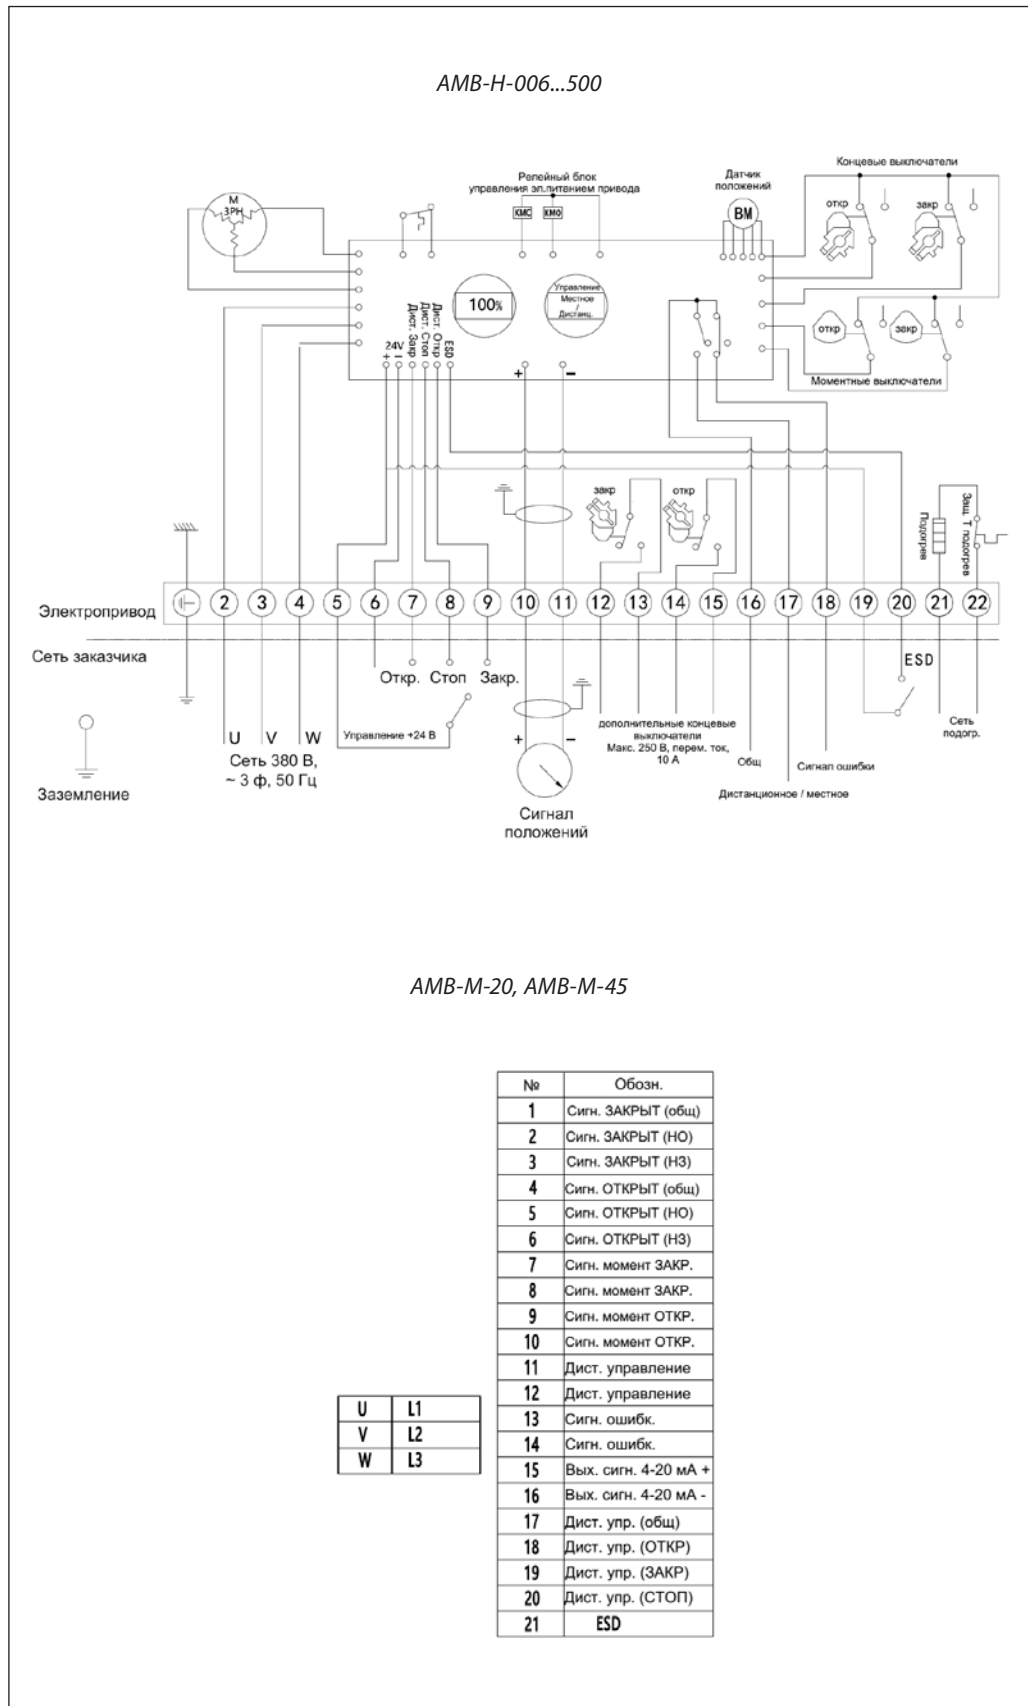 AMB-H-006...500
Концевые выключатели
Датчик
положений
Релейный блок
управления эл.питанием привода
М
3PH
КМС
КМО
BM
откр
закр
100%
Управление
Местное
/
Дистанц.
откр
закр
24V
+
−
Дист. Закр
Дист. Стоп
Дист. Откр
ESD
+
−
Моментные выключатели
закр
откр
Подогрев
Защ. Т подогрев
Электропривод
2
3
4
5
6
7
8
9
10
11
12
13
14
15
16
17
18
19
20
21
22
Сеть заказчика
Откр.
Стоп
Закр.
ESD
U
V
W
Управление +24 В
+
−
дополнительные концевые
выключатели
Макс. 250 В, перем. ток,
10 А
Общ
Сигнал ошибки
Сеть
подогр.
Сеть 380 В,
~ 3 ф, 50 Гц
Заземление
Дистанционное / местное
Сигнал
положений
AMB-M-20, AMB-M-45
№ Обозн.
1 Сигн. ЗАКРЫТ (общ)
2 Сигн. ЗАКРЫТ (НО)
3 Сигн. ЗАКРЫТ (НЗ)
4 Сигн. ОТКРЫТ (общ)
5 Сигн. ОТКРЫТ (НО)
6 Сигн. ОТКРЫТ (НЗ)
7 Сигн. момент ЗАКР.
8 Сигн. момент ЗАКР.
9 Сигн. момент ОТКР.
10 Сигн. момент ОТКР.
11 Дист. управление
12 Дист. управление
13 Сигн. ошибк.
14 Сигн. ошибк.
15 Вых. сигн. 4-20 мА +
16 Вых. сигн. 4-20 мА -
17 Дист. упр. (общ)
18 Дист. упр. (ОТКР)
19 Дист. упр. (ЗАКР)
20 Дист. упр. (СТОП)
21 ESD
U L1
V L2
W L3